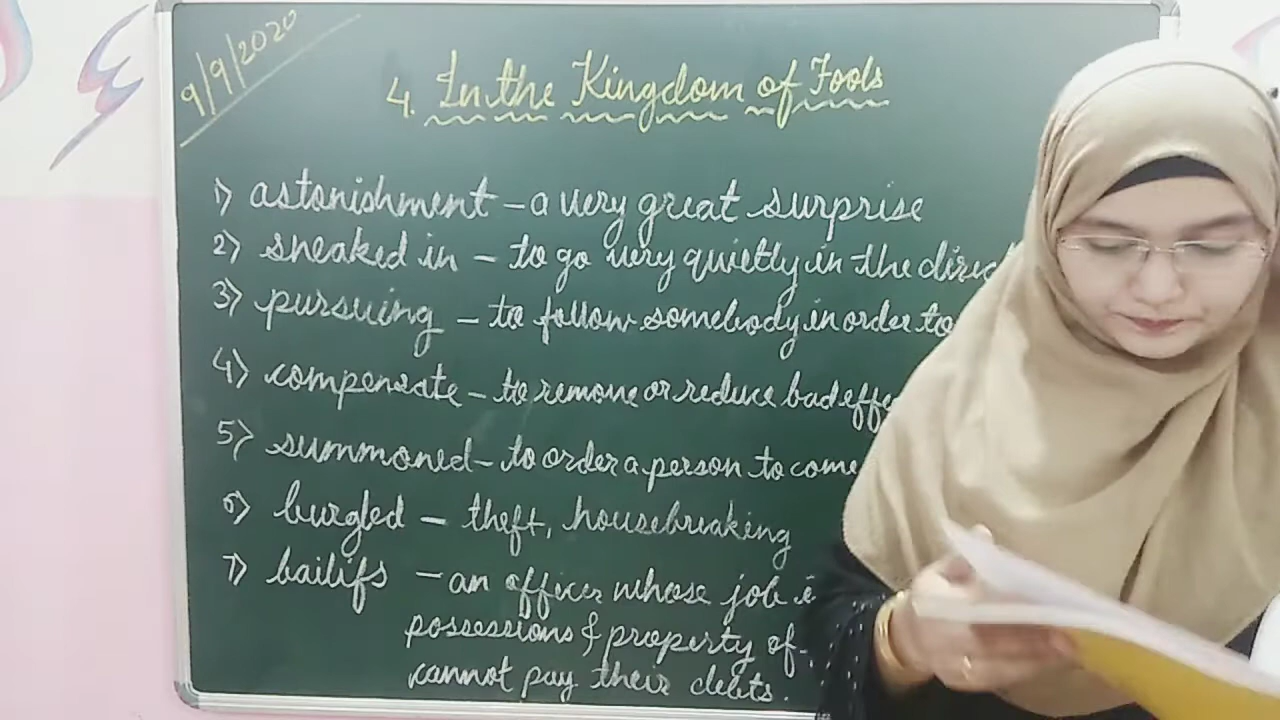 9/9/2020
4. In the Kingdom of Fools
1) astonishment - a very great surprise
2) sneaked in - to go very quietly in the direc
3) pursuing - to follow somebody in order to
4) compensate - to remove or reduce bad effe
5) summoned - to order a person to come
6) burgled - theft, housebreaking
7) bailifs - an officer whose job i
possessions & property of
cannot pay their debts.